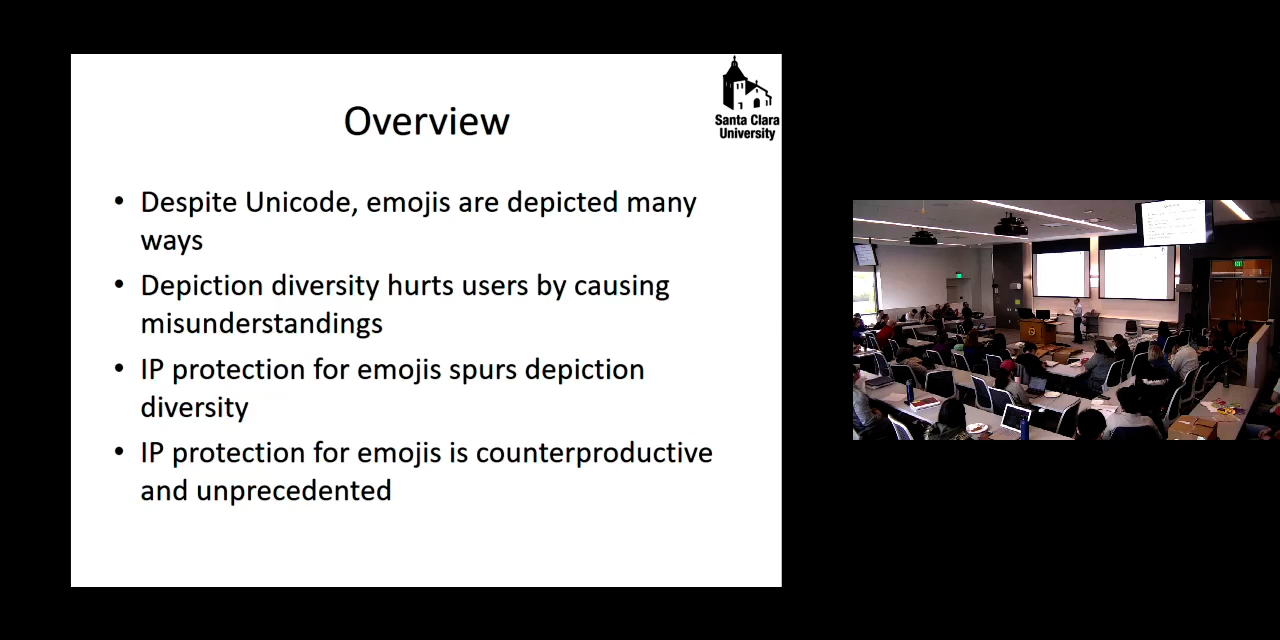 Overview
Santa Clara
University
• Despite Unicode, emojis are depicted many
ways
• Depiction diversity hurts users by causing
misunderstandings
• IP protection for emojis spurs depiction
diversity
• IP protection for emojis is counterproductive
and unprecedented